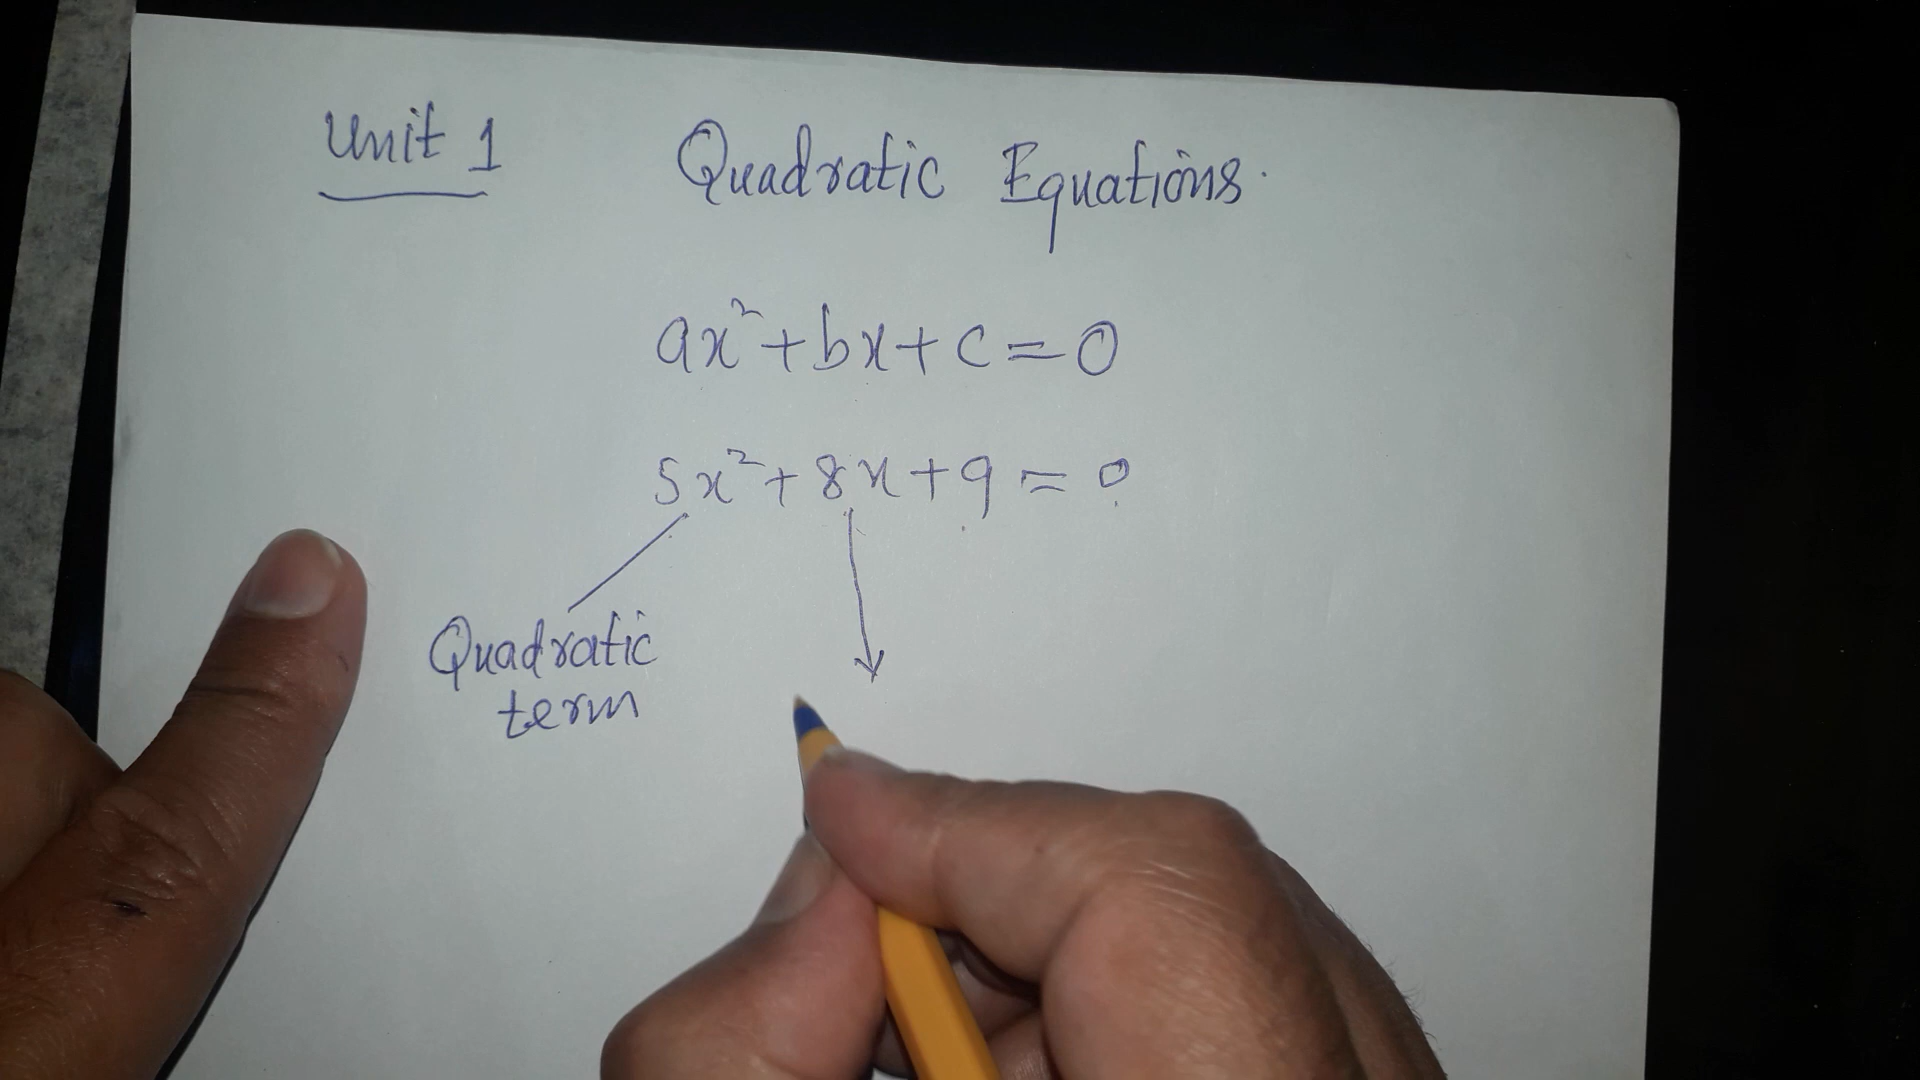 Unit 1
Quadratic Equations.
ax²+bx+c=0
5x²+8x+9=0
Quadratic
term